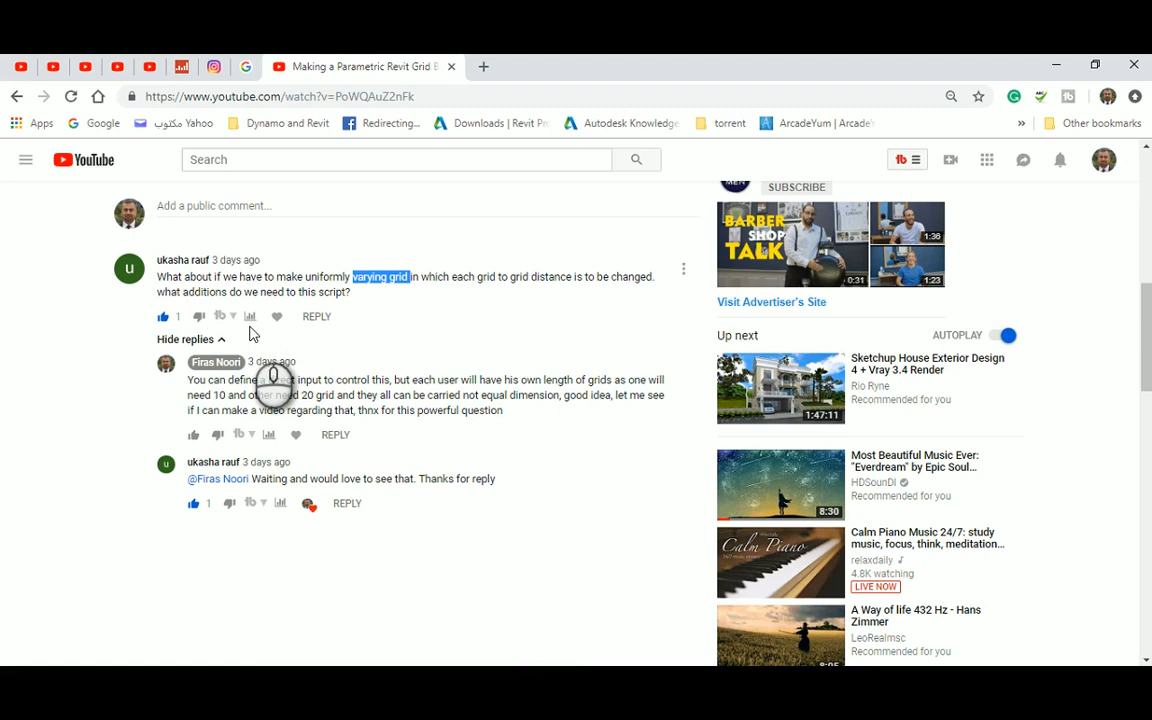 Making a Parametric Revit Grid B
https://www.youtube.com/watch?v=PoWQAuZ2nFk
Apps
Google
مكتوب Yahoo
Dynamo and Revit
Redirecting...
Downloads | Revit Pr
Autodesk Knowledge
torrent
ArcadeYum | Arcade'
»
Other bookmarks
YouTube
Search
tb
Add a public comment...
ukasha rauf 3 days ago
What about if we have to make uniformly varying grid in which each grid to grid distance is to be changed.
what additions do we need to this script?
1
REPLY
Hide replies
Firas Noori 3 days ago
You can define input to control this, but each user will have his own length of grids as one will
need 10 and other need 20 grid and they all can be carried not equal dimension, good idea, let me see
if I can make a video regarding that, thnx for this powerful question
REPLY
ukasha rauf 3 days ago
@Firas Noori Waiting and would love to see that. Thanks for reply
1
REPLY
MEN
SUBSCRIBE
BARBER
SHOP
TALK
0:31
1:36
1:23
Visit Advertiser's Site
Up next
AUTOPLAY
Sketchup House Exterior Design
4 + Vray 3.4 Render
Rio Ryne
Recommended for you
1:47:11
Most Beautiful Music Ever:
"Everdream" by Epic Soul...
HDSounDI
Recommended for you
8:30
Calm Piano Music 24/7: study
music, focus, think, meditation...
relaxdaily
4.8K watching
LIVE NOW
Calm Piano
A Way of life 432 Hz - Hans
Zimmer
LeoRealmsc
Recommended for you